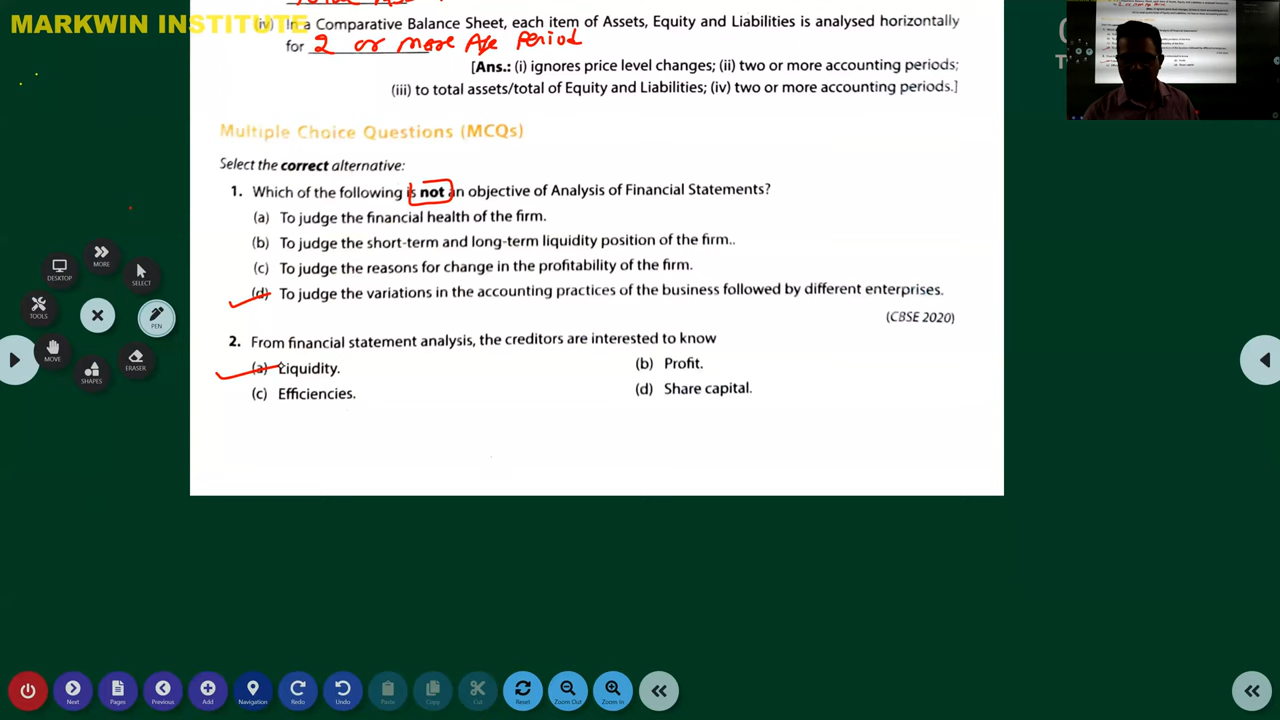 MARKWIN INSTITUTE
(iv) In a Comparative Balance Sheet, each item of Assets, Equity and Liabilities is analysed horizontally
for 2 or more A/c Period
[Ans.: (i) ignores price level changes; (ii) two or more accounting periods;
(iii) to total assets/total of Equity and Liabilities; (iv) two or more accounting periods.]
Multiple Choice Questions (MCQs)
Select the correct alternative:
1. Which of the following is not an objective of Analysis of Financial Statements?
(a) To judge the financial health of the firm.
(b) To judge the short-term and long-term liquidity position of the firm..
(c) To judge the reasons for change in the profitability of the firm.
(d) To judge the variations in the accounting practices of the business followed by different enterprises.
(CBSE 2020)
2. From financial statement analysis, the creditors are interested to know
(a) Liquidity. (b) Profit.
(c) Efficiencies. (d) Share capital.
MORE
DESKTOP
SELECT
TOOLS
PEN
MOVE
ERASER
SHAPES
Next Pages Previous Add Navigation Redo Undo Paste Copy Cut Reset Zoom Out Zoom In